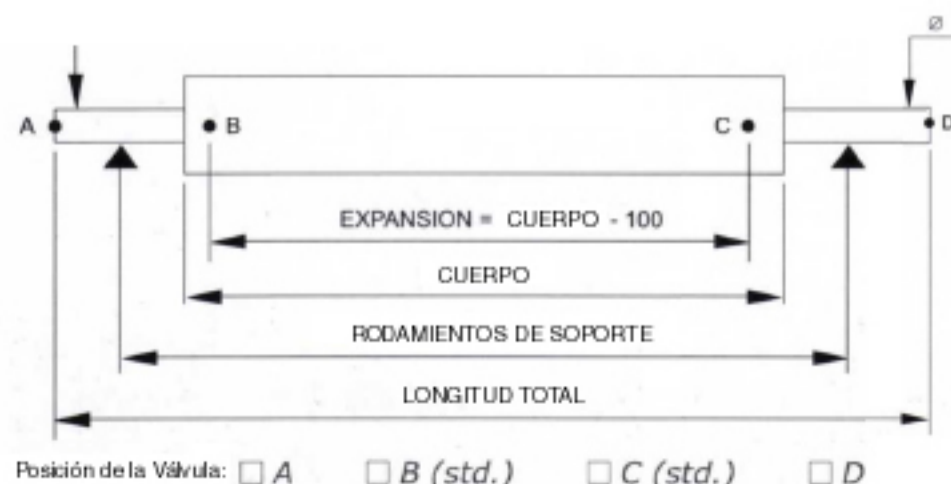 Ø
A B C D
EXPANSION = CUERPO - 100
CUERPO
RODAMIENTOS DE SOPORTE
LONGITUD TOTAL
Posición de la Válvula: □ A □ B (std.) □ C (std.) □ D